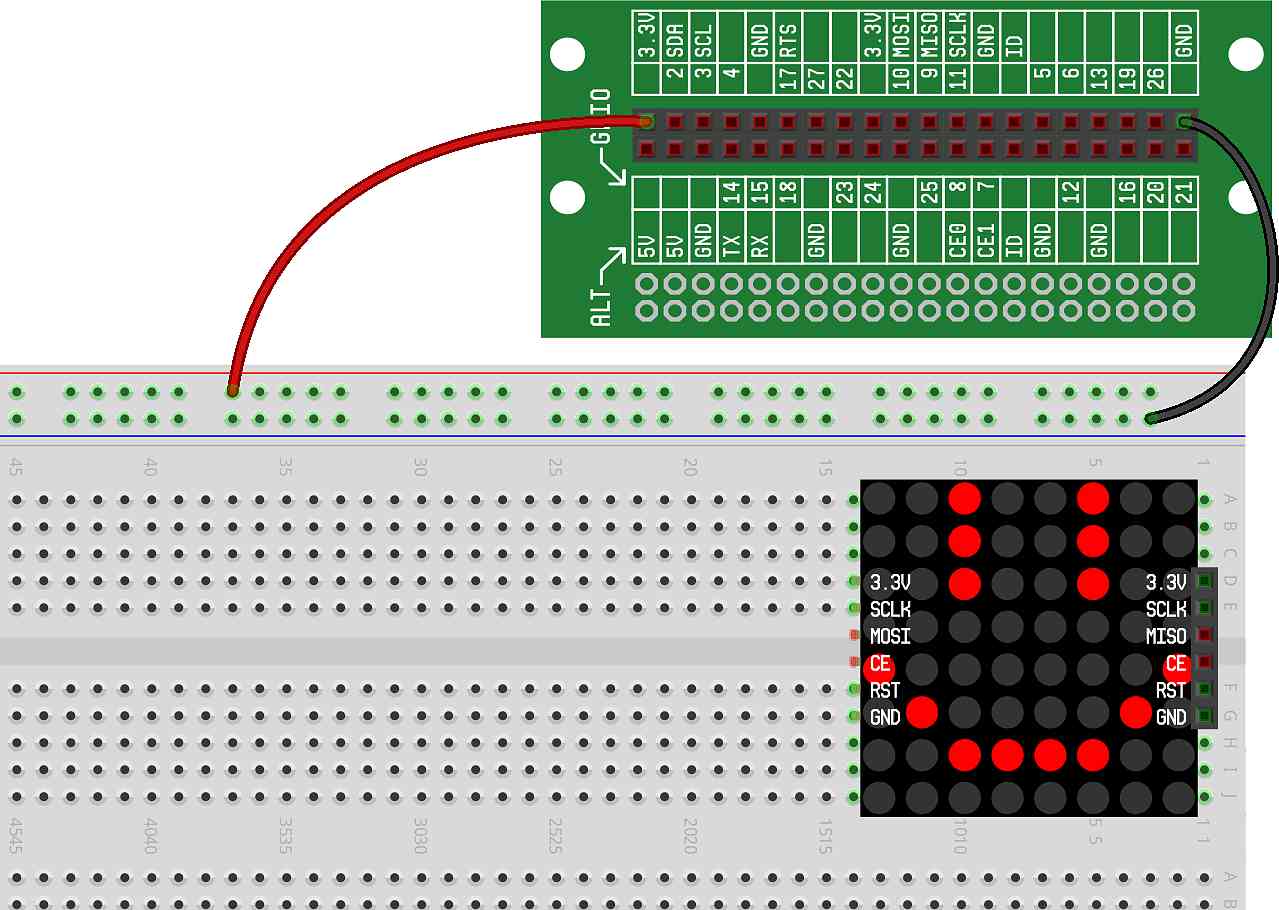 3.3V SDA SCL GND RTS 3.3V MOSI MISO SCLK GND ID GND
2 3 4 17 27 22 10 9 11 5 6 13 19 26
GPIO
14 15 18 23 24 25 8 7 12 16 20 21
5V 5V GND TX RX GND GND CE0 CE1 ID GND GND
ALT
45 40 35 30 25 20 15 10 5 1
A
B
C
3.3V 3.3V D
SCLK SCLK E
MOSI MISO
CE CE
RST RST F
GND GND G
H
I
J
4545 4040 3535 3030 2525 2020 1515 1010 5 5 1 1
A
B